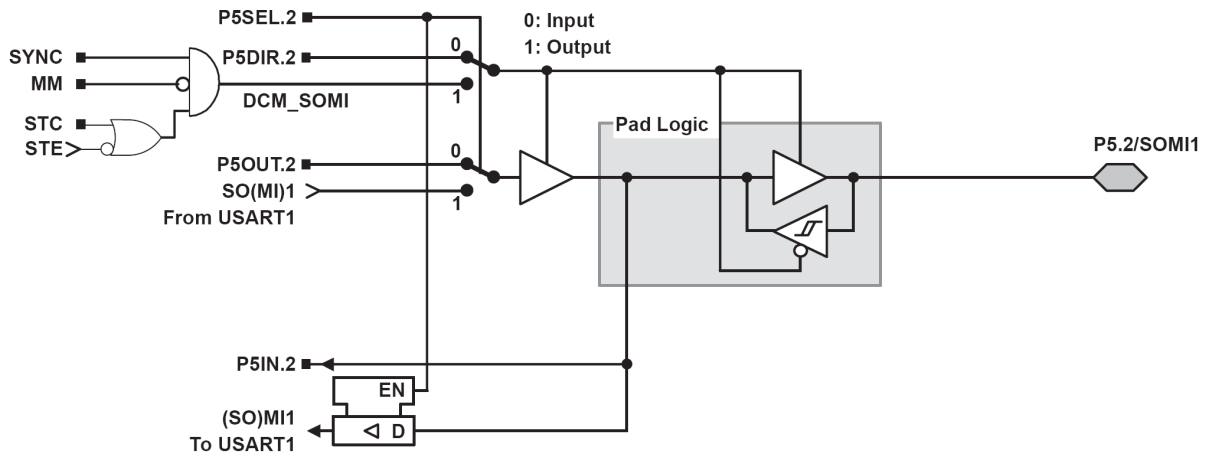 P5SEL.2
0: Input
1: Output
SYNC
P5DIR.2
0
MM
1
DCM_SOMI
STC
STE
Pad Logic
P5.2/SOMI1
P5OUT.2
0
SO(MI)1
1
From USART1
P5IN.2
EN
(SO)MI1
D
To USART1